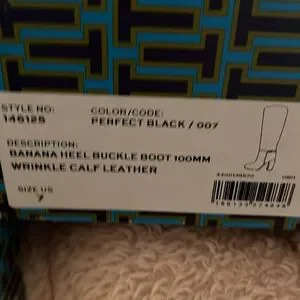 STYLE NO:
146125
COLOR/CODE:
PERFECT BLACK / 007
DESCRIPTION:
BANANA HEEL BUCKLE BOOT 100MM
WRINKLE CALF LEATHER
SIZE US
7